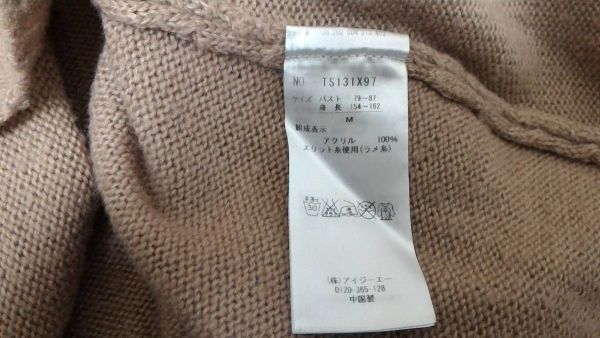 NO. TS131X97
サイズ バスト 79～87
身長 154～162
M
組成表示
アクリル 100%
スリット糸使用(ラメ糸)
30
(株)アイジーエー
0120-365-128
中国製